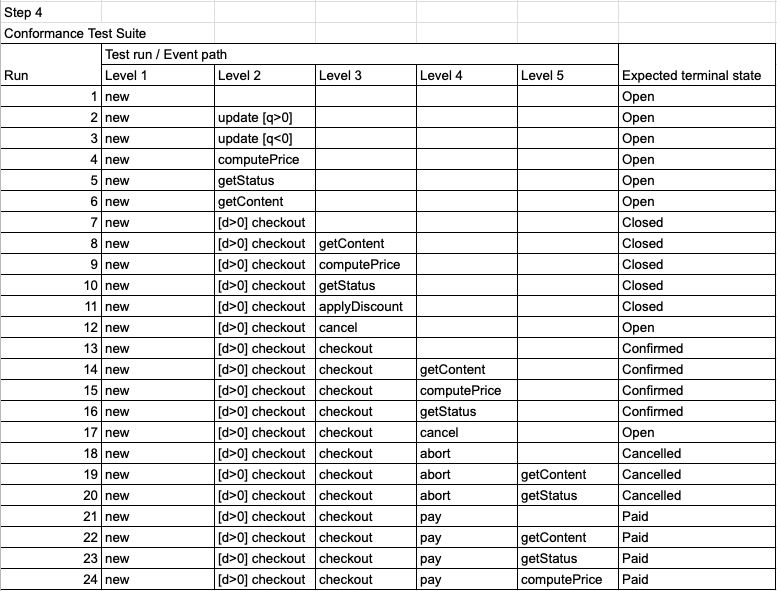 Step 4
Conformance Test Suite
Test run / Event path
Run Level 1 Level 2 Level 3 Level 4 Level 5 Expected terminal state
1 new Open
2 new update [q>0] Open
3 new update [q<0] Open
4 new computePrice Open
5 new getStatus Open
6 new getContent Open
7 new [d>0] checkout Closed
8 new [d>0] checkout getContent Closed
9 new [d>0] checkout computePrice Closed
10 new [d>0] checkout getStatus Closed
11 new [d>0] checkout applyDiscount Closed
12 new [d>0] checkout cancel Open
13 new [d>0] checkout checkout Confirmed
14 new [d>0] checkout checkout getContent Confirmed
15 new [d>0] checkout checkout computePrice Confirmed
16 new [d>0] checkout checkout getStatus Confirmed
17 new [d>0] checkout checkout cancel Open
18 new [d>0] checkout checkout abort Cancelled
19 new [d>0] checkout checkout abort getContent Cancelled
20 new [d>0] checkout checkout abort getStatus Cancelled
21 new [d>0] checkout checkout pay Paid
22 new [d>0] checkout checkout pay getContent Paid
23 new [d>0] checkout checkout pay getStatus Paid
24 new [d>0] checkout checkout pay computePrice Paid